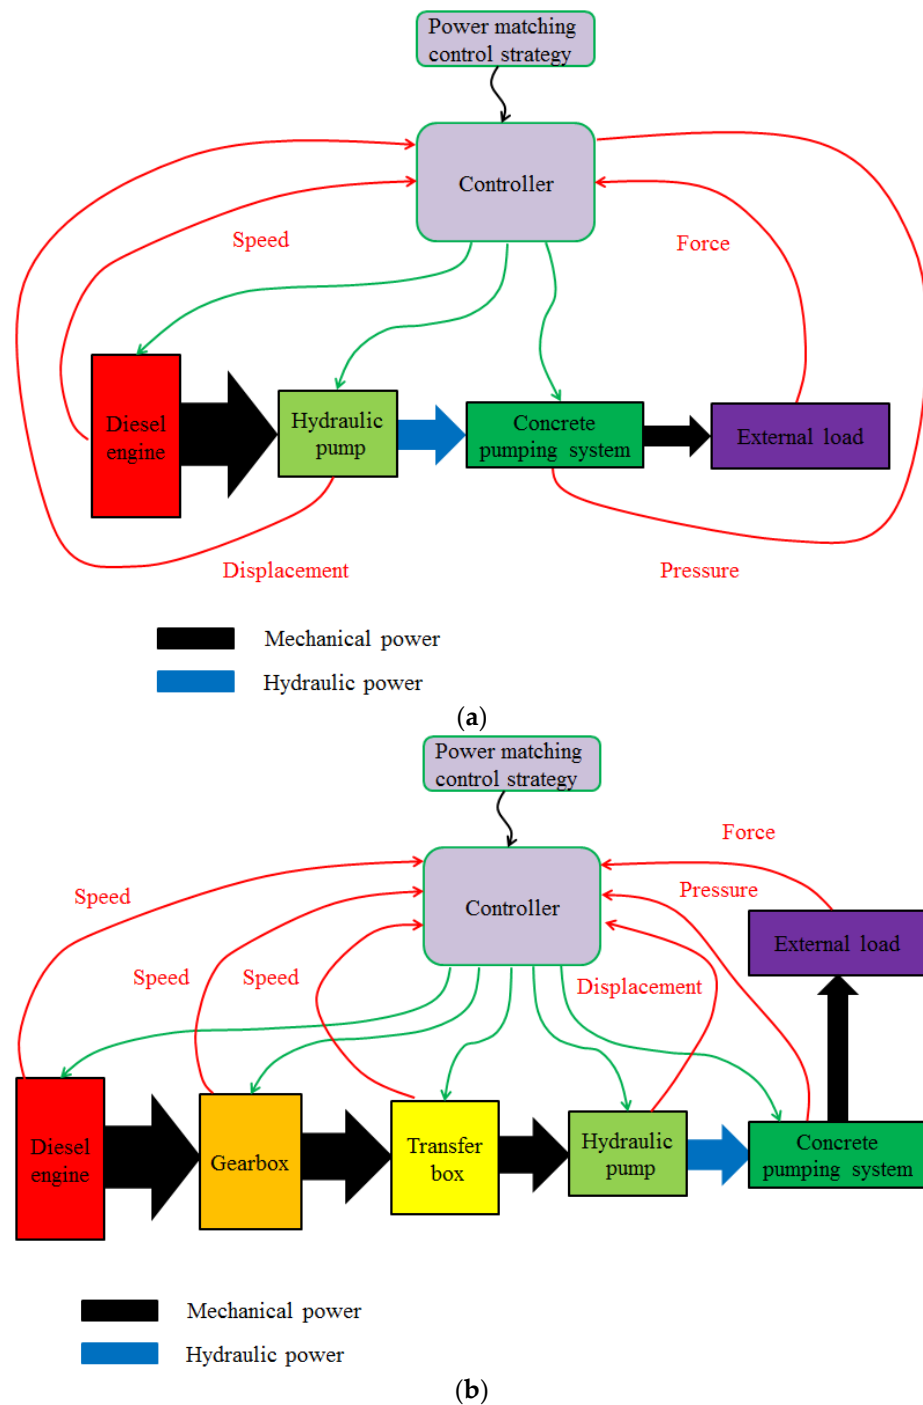 Power matching
control strategy
Controller
Speed
Force
Diesel
engine
Hydraulic
pump
Concrete
pumping system
External load
Displacement
Pressure
Mechanical power
Hydraulic power
(a)
Power matching
control strategy
Force
Speed
Pressure
Controller
External load
Speed
Speed
Displacement
Diesel
engine
Gearbox
Transfer
box
Hydraulic
pump
Concrete
pumping system
Mechanical power
Hydraulic power
(b)